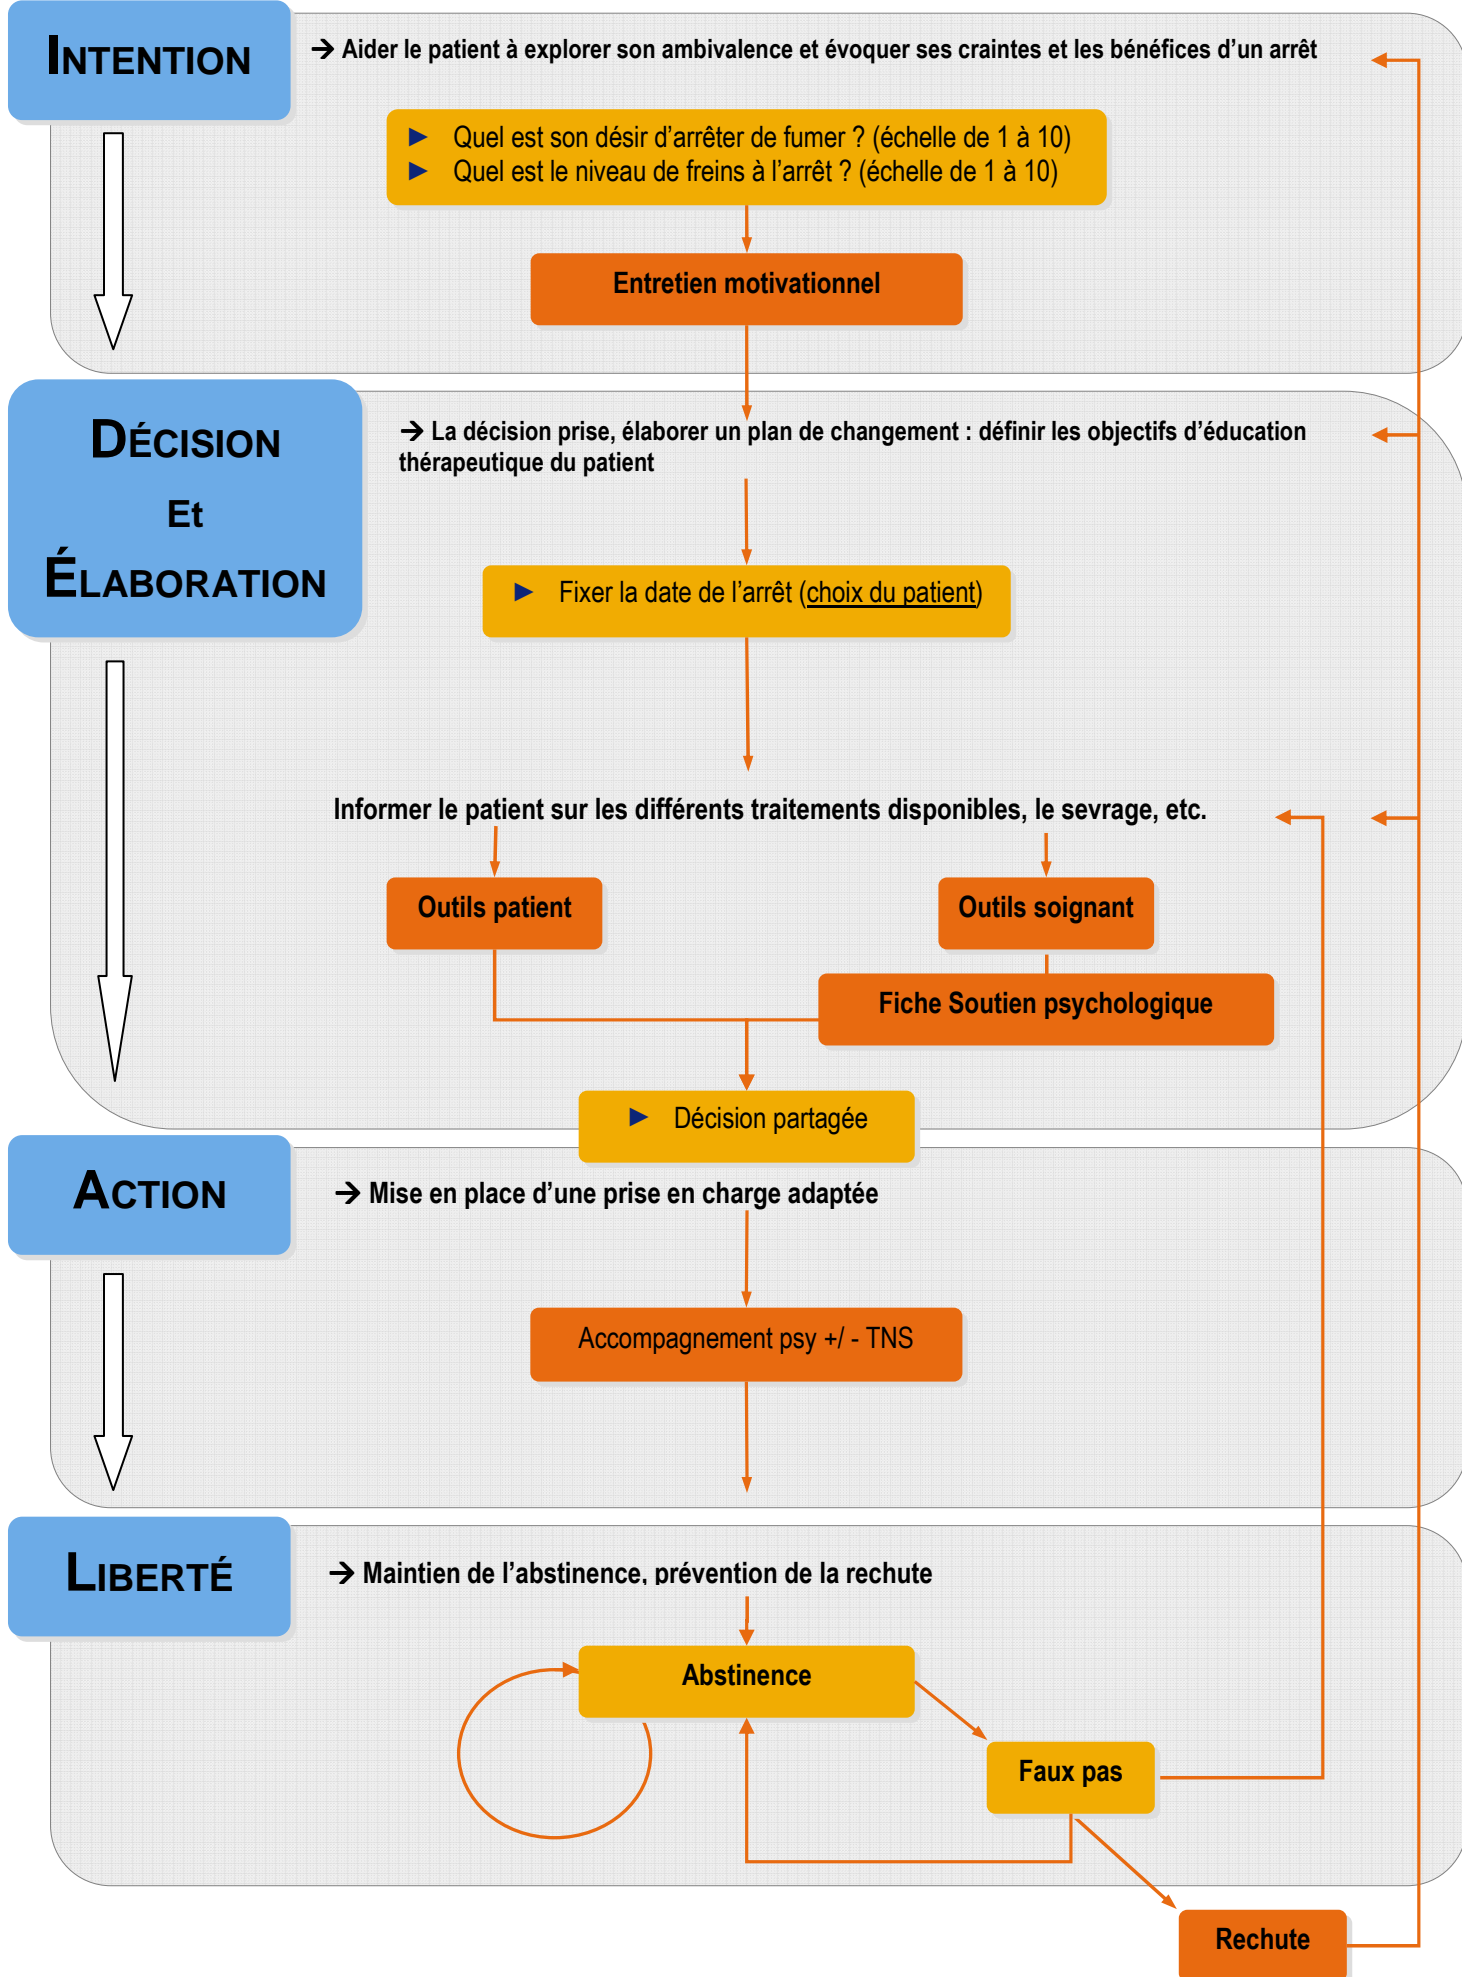 INTENTION
→ Aider le patient à explorer son ambivalence et évoquer ses craintes et les bénéfices d’un arrêt
► Quel est son désir d’arrêter de fumer ? (échelle de 1 à 10)
► Quel est le niveau de freins à l’arrêt ? (échelle de 1 à 10)
Entretien motivationnel
DÉCISION
Et
ÉLABORATION
→ La décision prise, élaborer un plan de changement : définir les objectifs d’éducation
thérapeutique du patient
► Fixer la date de l’arrêt (choix du patient)
Informer le patient sur les différents traitements disponibles, le sevrage, etc.
Outils patient
Outils soignant
Fiche Soutien psychologique
► Décision partagée
ACTION
→ Mise en place d’une prise en charge adaptée
Accompagnement psy +/ - TNS
LIBERTÉ
→ Maintien de l’abstinence, prévention de la rechute
Abstinence
Faux pas
Rechute